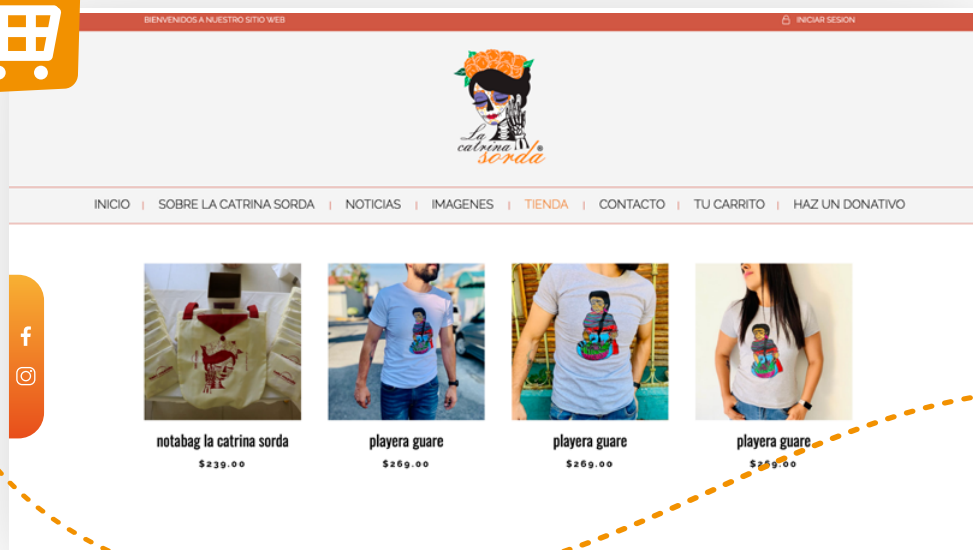 BIENVENIDOS A NUESTRO SITIO WEB
INICIAR SESION
La
catrina
sorda®
INICIO | SOBRE LA CATRINA SORDA | NOTICIAS | IMAGENES | TIENDA | CONTACTO | TU CARRITO | HAZ UN DONATIVO
notabag la catrina sorda
$239.00
playera guare
$269.00
playera guare
$269.00
playera guare
$269.00